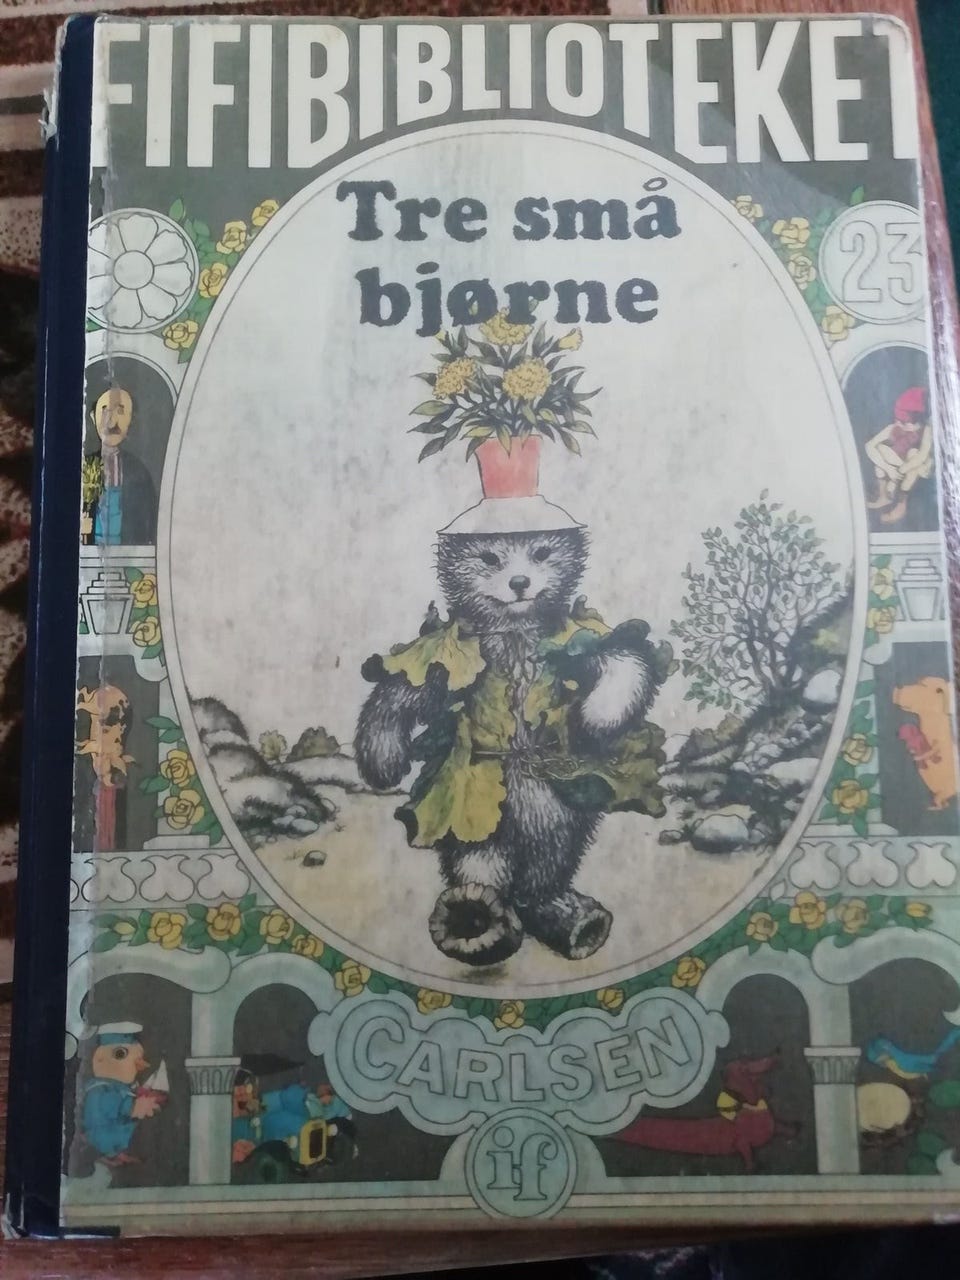 FIFIBIBLIOTEKET
Tre små
bjørne
23
CARLSEN
if